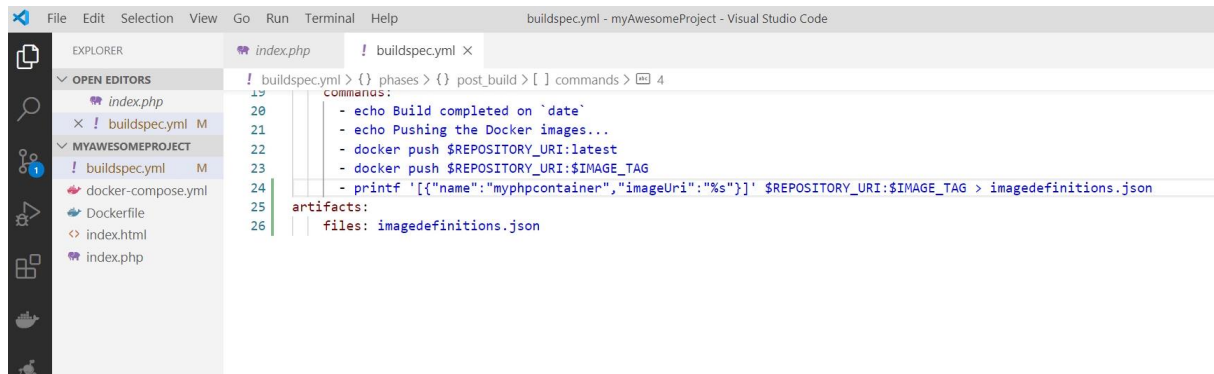 File Edit Selection View Go Run Terminal Help buildspec.yml - myAwesomeProject - Visual Studio Code
EXPLORER
OPEN EDITORS
index.php
buildspec.yml M
MYAWESOMEPROJECT
buildspec.yml M
docker-compose.yml
Dockerfile
index.html
index.php
1
index.php ! buildspec.yml
! buildspec.yml > {} phases > {} post_build > [ ] commands > abc 4
19 commands:
20 - echo Build completed on `date`
21 - echo Pushing the Docker images...
22 - docker push $REPOSITORY_URI:latest
23 - docker push $REPOSITORY_URI:$IMAGE_TAG
24 - printf '[{"name":"myphpcontainer","imageUri":"%s"}]' $REPOSITORY_URI:$IMAGE_TAG > imagedefinitions.json
25 artifacts:
26 files: imagedefinitions.json